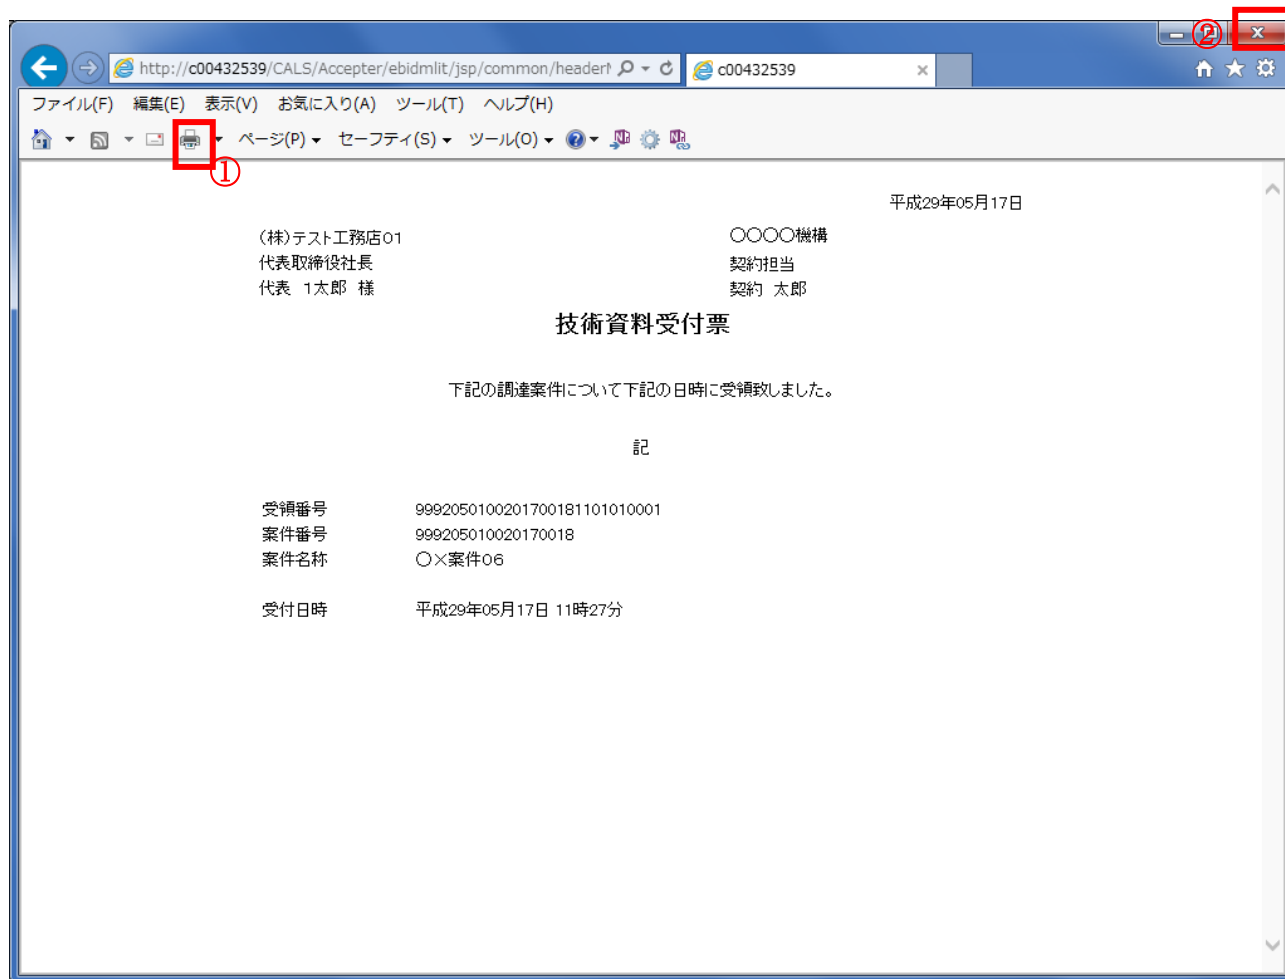 ②
http://c00432539/CALS/Accepter/ebidmlit/jsp/common/header
c00432539
ファイル(F) 編集(E) 表示(V) お気に入り(A) ツール(T) ヘルプ(H)
ページ(P) セーフティ(S) ツール(O)
①
平成29年05月17日
(株)テスト工務店01 〇〇〇〇機構
代表取締役社長 契約担当
代表 1太郎 様 契約 太郎
技術資料受付票
下記の調達案件について下記の日時に受領致しました。
記
受領番号 9992050100201700181101010001
案件番号 999205010020170018
案件名称 〇×案件06
受付日時 平成29年05月17日 11時27分